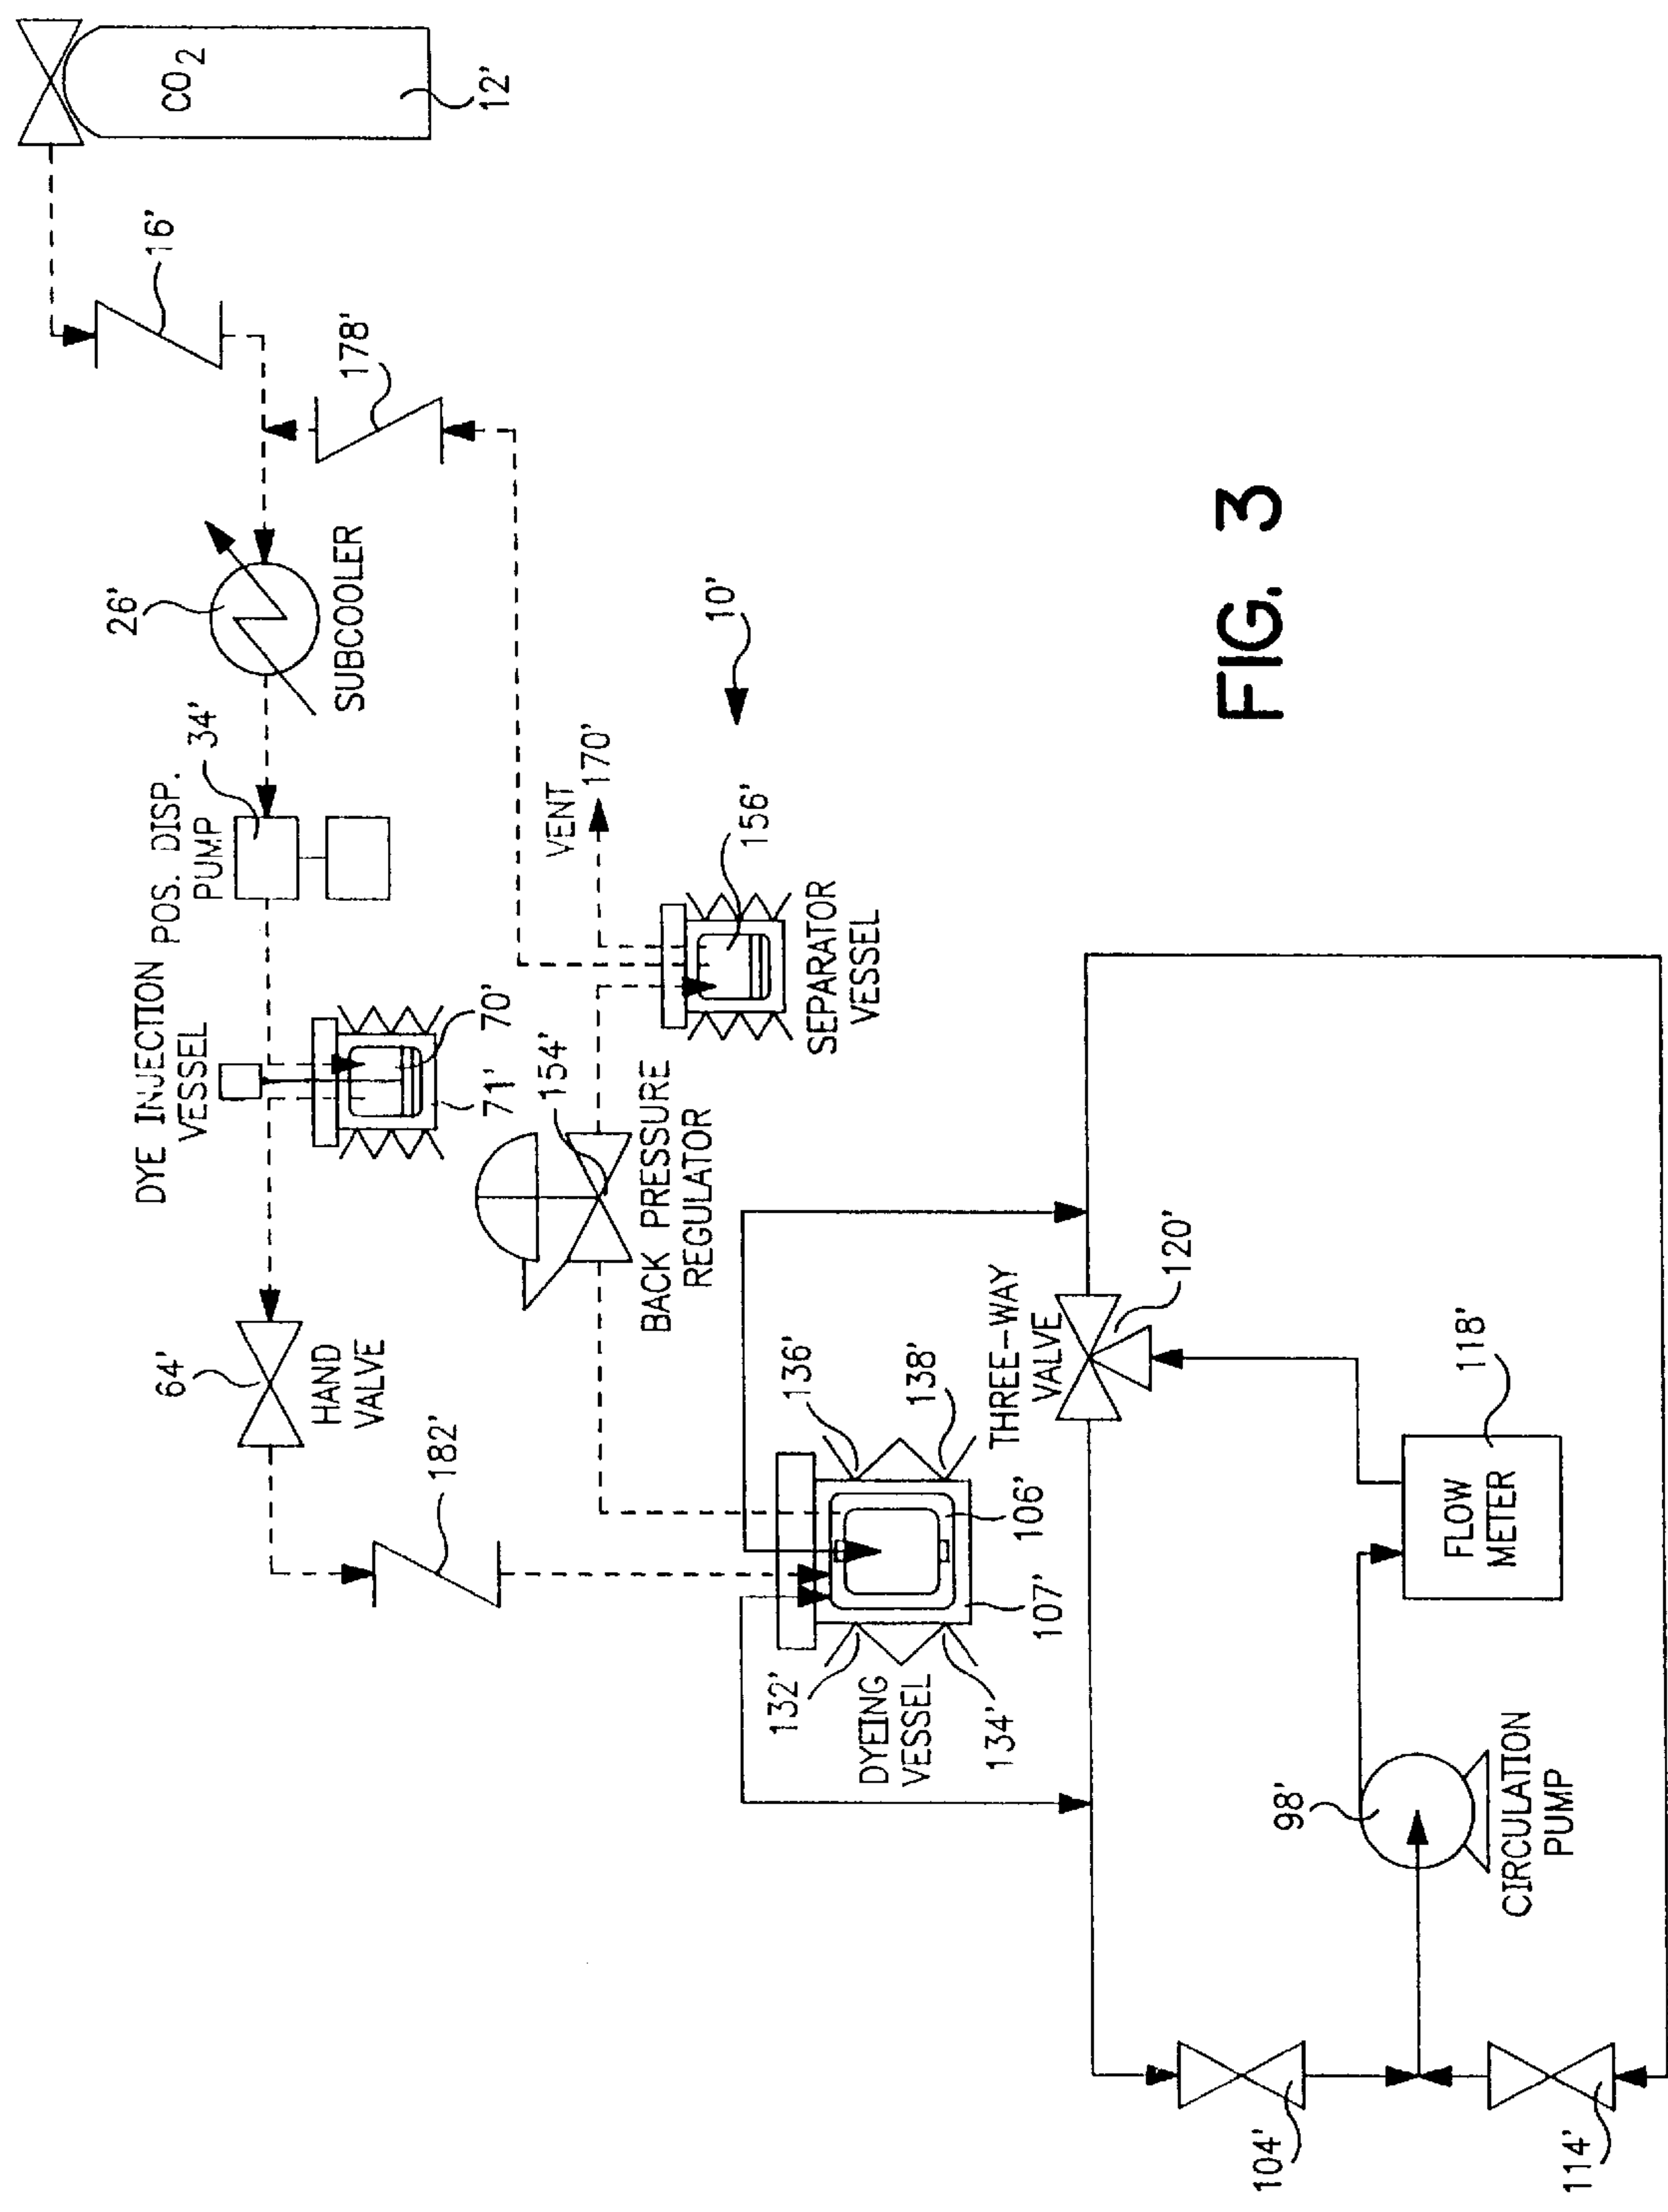 CO2
12'
16'
178'
26'
SUBCOOLER
34'
POS. DISP.
PUMP
DYE INJECTION
VESSEL
70'
71'
64'
HAND
VALVE
182'
VENT
170'
10'
156'
SEPARATOR
VESSEL
154'
BACK PRESSURE
REGULATOR
136'
138'
106'
107'
132'
134'
DYEING
VESSEL
THREE-WAY
VALVE
120'
118'
FLOW
METER
98'
CIRCULATION
PUMP
104'
114'
FIG. 3